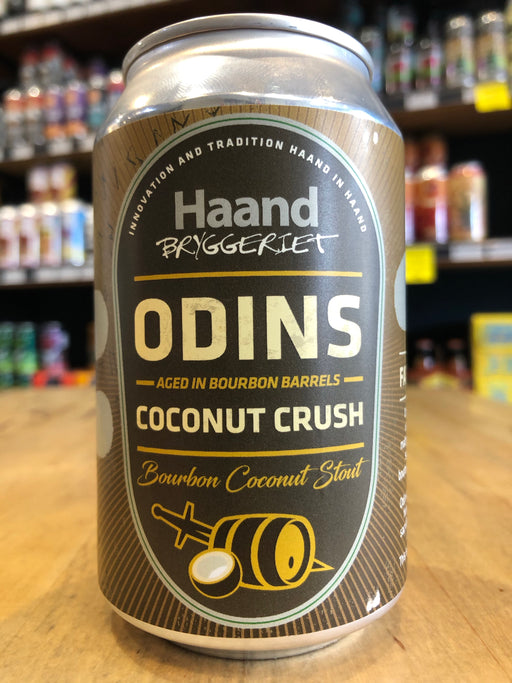 INNOVATION AND TRADITION HAAND IN HAAND
Haand
BRYGGERIET
ODINS
AGED IN BOURBON BARRELS
COCONUT CRUSH
Bourbon Coconut Stout